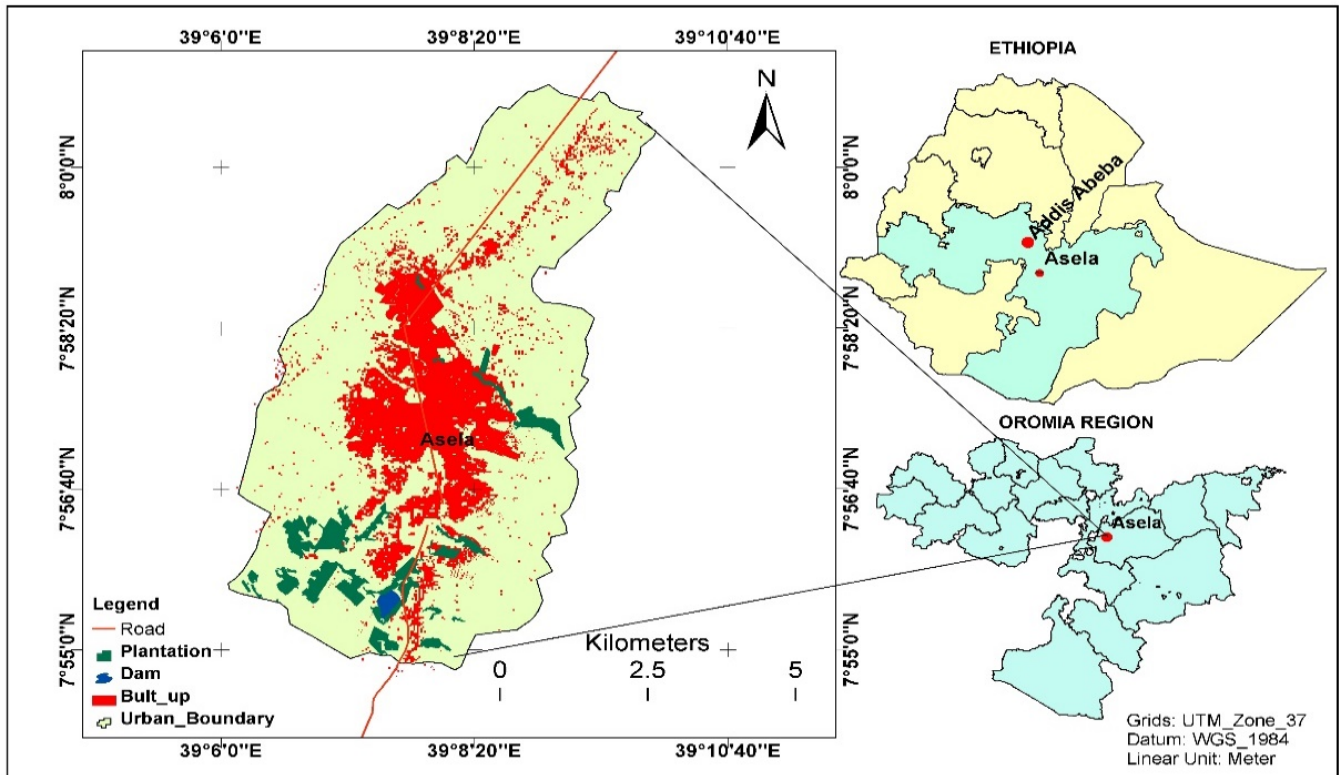 39°6'0"E 39°8'20"E 39°10'40"E
N
8°0'0"N
7°58'20"N
7°56'40"N
7°55'0"N
Asela
Legend
Road
Plantation
Dam
Bult_up
Urban_Boundary
Kilometers
0 2.5 5
39°6'0"E 39°8'20"E 39°10'40"E
8°0'0"N
7°58'20"N
7°56'40"N
7°55'0"N
ETHIOPIA
Addis Abeba
Asela
OROMIA REGION
Asela
Grids: UTM_Zone_37
Datum: WGS_1984
Linear Unit: Meter